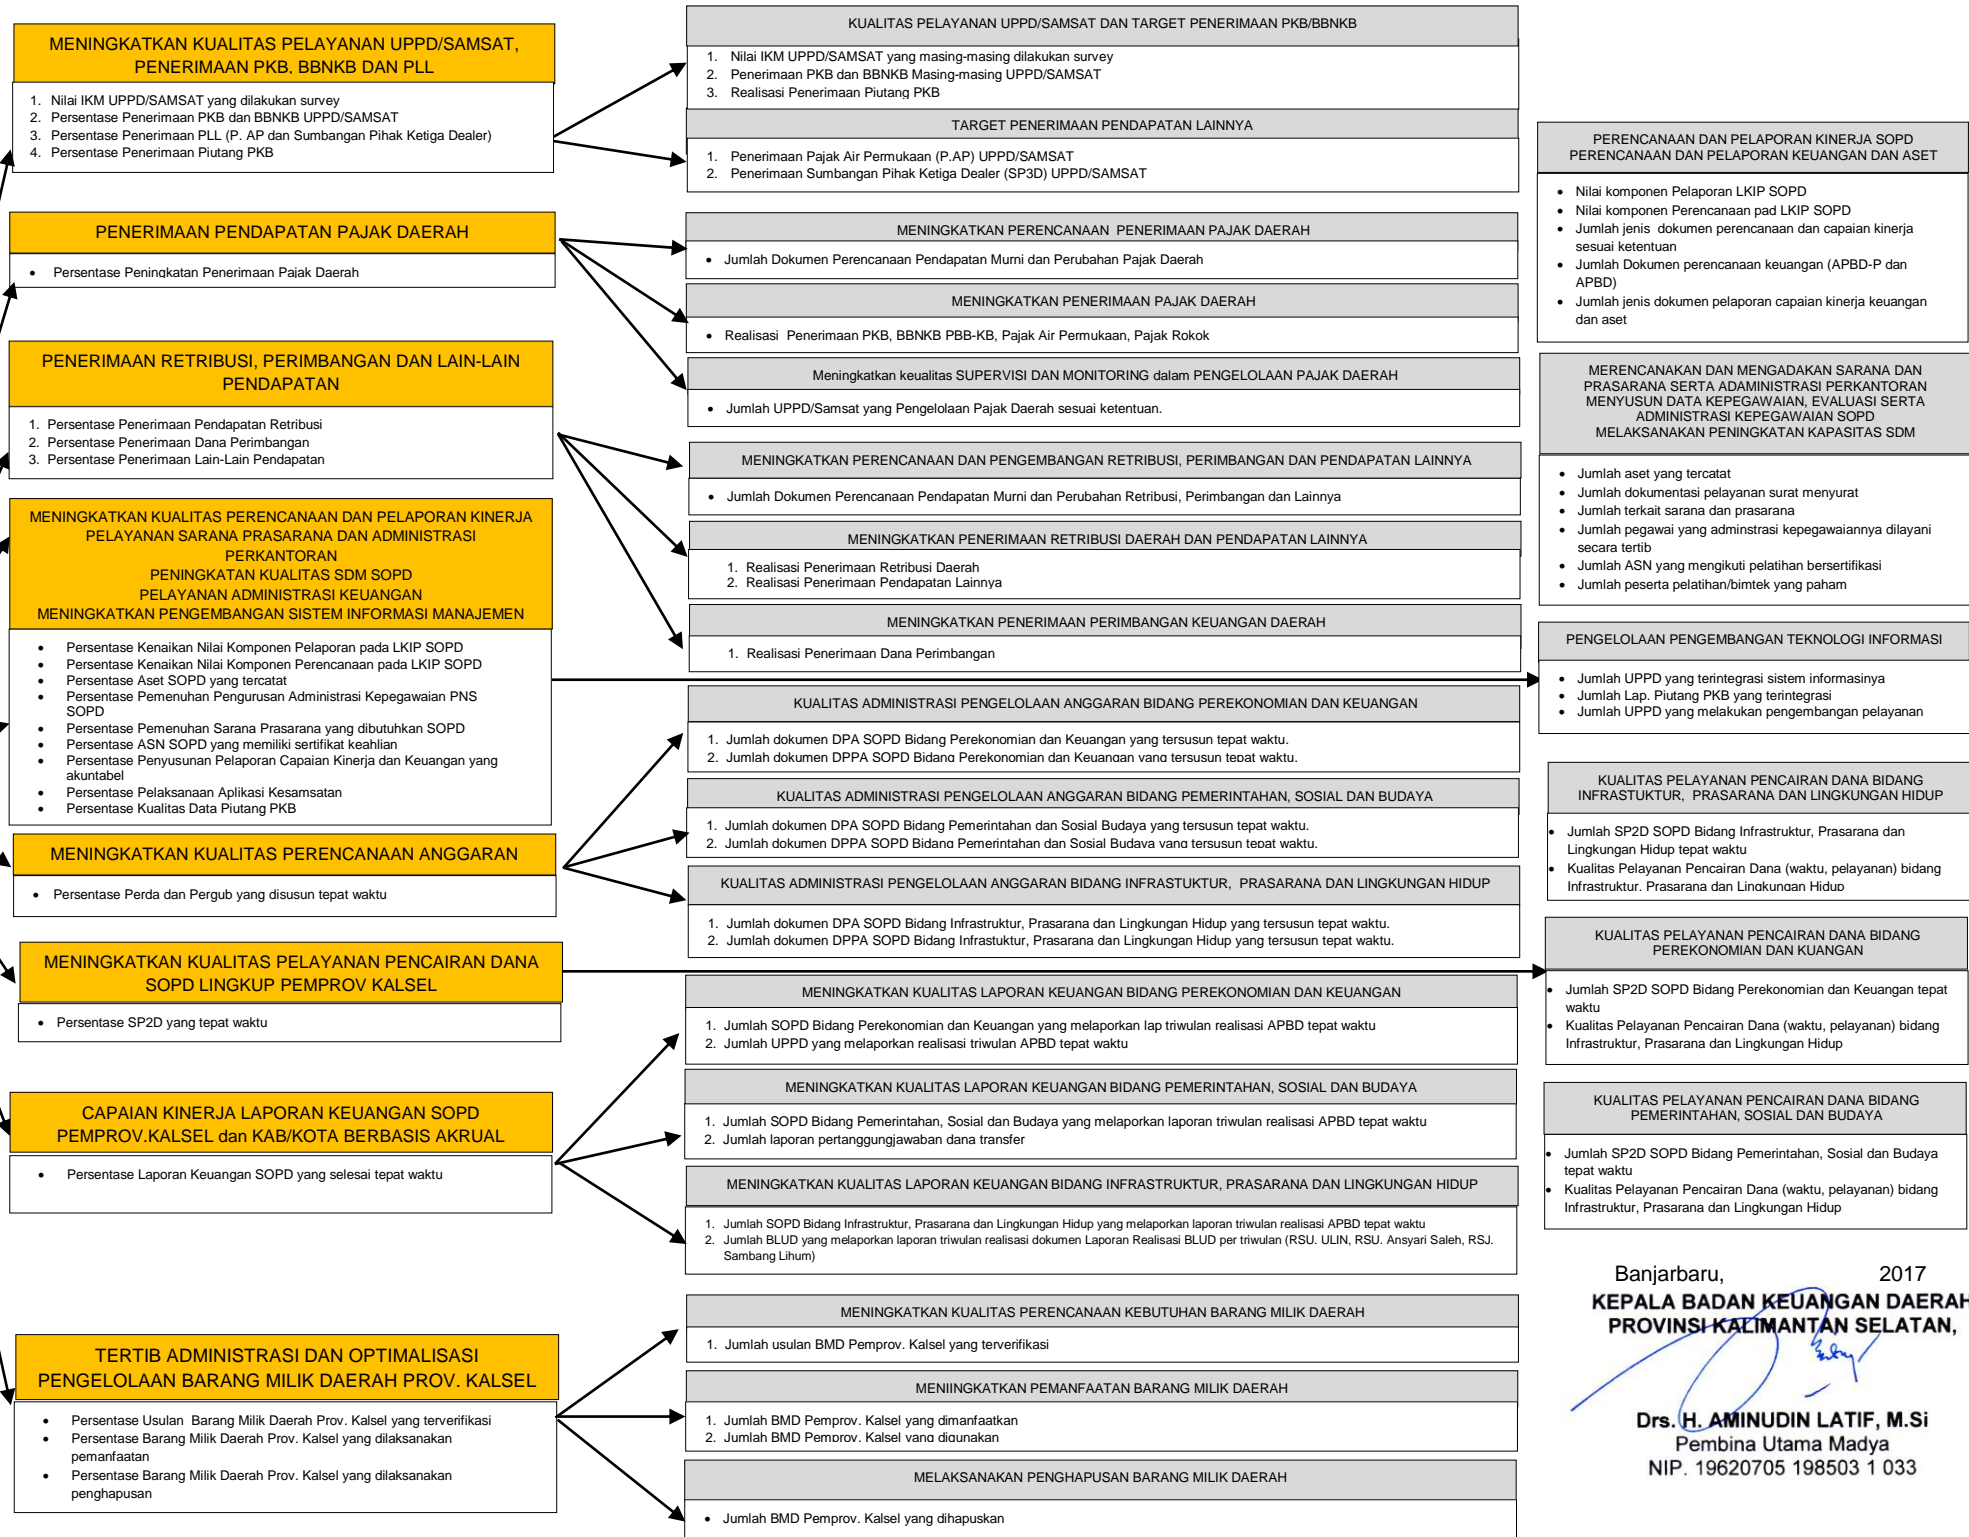 MENINGKATKAN KUALITAS PELAYANAN UPPD/SAMSAT,
PENERIMAAN PKB, BBNKB DAN PLL
1. Nilai IKM UPPD/SAMSAT yang dilakukan survey
2. Persentase Penerimaan PKB dan BBNKB UPPD/SAMSAT
3. Persentase Penerimaan PLL (P. AP dan Sumbangan Pihak Ketiga Dealer)
4. Persentase Penerimaan Piutang PKB
PENERIMAAN PENDAPATAN PAJAK DAERAH
• Persentase Peningkatan Penerimaan Pajak Daerah
PENERIMAAN RETRIBUSI, PERIMBANGAN DAN LAIN-LAIN
PENDAPATAN
1. Persentase Penerimaan Pendapatan Retribusi
2. Persentase Penerimaan Dana Perimbangan
3. Persentase Penerimaan Lain-Lain Pendapatan
MENINGKATKAN KUALITAS PERENCANAAN DAN PELAPORAN KINERJA
PELAYANAN SARANA PRASARANA DAN ADMINISTRASI
PERKANTORAN
PENINGKATAN KUALITAS SDM SOPD
PELAYANAN ADMINISTRASI KEUANGAN
MENINGKATKAN PENGEMBANGAN SISTEM INFORMASI MANAJEMEN
• Persentase Kenaikan Nilai Komponen Pelaporan pada LKIP SOPD
• Persentase Kenaikan Nilai Komponen Perencanaan pada LKIP SOPD
• Persentase Aset SOPD yang tercatat
• Persentase Pemenuhan Pengurusan Administrasi Kepegawaian PNS
SOPD
• Persentase Pemenuhan Sarana Prasarana yang dibutuhkan SOPD
• Persentase ASN SOPD yang memiliki sertifikat keahlian
• Persentase Penyusunan Pelaporan Capaian Kinerja dan Keuangan yang
akuntabel
• Persentase Pelaksanaan Aplikasi Kesamsatan
• Persentase Kualitas Data Piutang PKB
MENINGKATKAN KUALITAS PERENCANAAN ANGGARAN
• Persentase Perda dan Pergub yang disusun tepat waktu
MENINGKATKAN KUALITAS PELAYANAN PENCAIRAN DANA
SOPD LINGKUP PEMPROV KALSEL
• Persentase SP2D yang tepat waktu
CAPAIAN KINERJA LAPORAN KEUANGAN SOPD
PEMPROV.KALSEL dan KAB/KOTA BERBASIS AKRUAL
• Persentase Laporan Keuangan SOPD yang selesai tepat waktu
TERTIB ADMINISTRASI DAN OPTIMALISASI
PENGELOLAAN BARANG MILIK DAERAH PROV. KALSEL
• Persentase Usulan Barang Milik Daerah Prov. Kalsel yang terverifikasi
• Persentase Barang Milik Daerah Prov. Kalsel yang dilaksanakan
pemanfaatan
• Persentase Barang Milik Daerah Prov. Kalsel yang dilaksanakan
penghapusan
KUALITAS PELAYANAN UPPD/SAMSAT DAN TARGET PENERIMAAN PKB/BBNKB
1. Nilai IKM UPPD/SAMSAT yang masing-masing dilakukan survey
2. Penerimaan PKB dan BBNKB Masing-masing UPPD/SAMSAT
3. Realisasi Penerimaan Piutang PKB
TARGET PENERIMAAN PENDAPATAN LAINNYA
1. Penerimaan Pajak Air Permukaan (P.AP) UPPD/SAMSAT
2. Penerimaan Sumbangan Pihak Ketiga Dealer (SP3D) UPPD/SAMSAT
MENINGKATKAN PERENCANAAN PENERIMAAN PAJAK DAERAH
• Jumlah Dokumen Perencanaan Pendapatan Murni dan Perubahan Pajak Daerah
MENINGKATKAN PENERIMAAN PAJAK DAERAH
• Realisasi Penerimaan PKB, BBNKB PBB-KB, Pajak Air Permukaan, Pajak Rokok
Meningkatkan keualitas SUPERVISI DAN MONITORING dalam PENGELOLAAN PAJAK DAERAH
• Jumlah UPPD/Samsat yang Pengelolaan Pajak Daerah sesuai ketentuan.
MENINGKATKAN PERENCANAAN DAN PENGEMBANGAN RETRIBUSI, PERIMBANGAN DAN PENDAPATAN LAINNYA
• Jumlah Dokumen Perencanaan Pendapatan Murni dan Perubahan Retribusi, Perimbangan dan Lainnya
MENINGKATKAN PENERIMAAN RETRIBUSI DAERAH DAN PENDAPATAN LAINNYA
1. Realisasi Penerimaan Retribusi Daerah
2. Realisasi Penerimaan Pendapatan Lainnya
MENINGKATKAN PENERIMAAN PERIMBANGAN KEUANGAN DAERAH
1. Realisasi Penerimaan Dana Perimbangan
KUALITAS ADMINISTRASI PENGELOLAAN ANGGARAN BIDANG PEREKONOMIAN DAN KEUANGAN
1. Jumlah dokumen DPA SOPD Bidang Perekonomian dan Keuangan yang tersusun tepat waktu.
2. Jumlah dokumen DPPA SOPD Bidang Perekonomian dan Keuangan yang tersusun tepat waktu.
KUALITAS ADMINISTRASI PENGELOLAAN ANGGARAN BIDANG PEMERINTAHAN, SOSIAL DAN BUDAYA
1. Jumlah dokumen DPA SOPD Bidang Pemerintahan dan Sosial Budaya yang tersusun tepat waktu.
2. Jumlah dokumen DPPA SOPD Bidang Pemerintahan dan Sosial Budaya yang tersusun tepat waktu.
KUALITAS ADMINISTRASI PENGELOLAAN ANGGARAN BIDANG INFRASTUKTUR, PRASARANA DAN LINGKUNGAN HIDUP
1. Jumlah dokumen DPA SOPD Bidang Infrastruktur, Prasarana dan Lingkungan Hidup yang tersusun tepat waktu.
2. Jumlah dokumen DPPA SOPD Bidang Infrastuktur, Prasarana dan Lingkungan Hidup yang tersusun tepat waktu.
MENINGKATKAN KUALITAS LAPORAN KEUANGAN BIDANG PEREKONOMIAN DAN KEUANGAN
1. Jumlah SOPD Bidang Perekonomian dan Keuangan yang melaporkan lap triwulan realisasi APBD tepat waktu
2. Jumlah UPPD yang melaporkan realisasi triwulan APBD tepat waktu
MENINGKATKAN KUALITAS LAPORAN KEUANGAN BIDANG PEMERINTAHAN, SOSIAL DAN BUDAYA
1. Jumlah SOPD Bidang Pemerintahan, Sosial dan Budaya yang melaporkan laporan triwulan realisasi APBD tepat waktu
2. Jumlah laporan pertanggungjawaban dana transfer
MENINGKATKAN KUALITAS LAPORAN KEUANGAN BIDANG INFRASTRUKTUR, PRASARANA DAN LINGKUNGAN HIDUP
1. Jumlah SOPD Bidang Infrastruktur, Prasarana dan Lingkungan Hidup yang melaporkan laporan triwulan realisasi APBD tepat waktu
2. Jumlah BLUD yang melaporkan laporan triwulan realisasi dokumen Laporan Realisasi BLUD per triwulan (RSU. ULIN, RSU. Ansyari Saleh, RSJ.
Sambang Lihum)
MENINGKATKAN KUALITAS PERENCANAAN KEBUTUHAN BARANG MILIK DAERAH
1. Jumlah usulan BMD Pemprov. Kalsel yang terverifikasi
MENIINGKATKAN PEMANFAATAN BARANG MILIK DAERAH
1. Jumlah BMD Pemprov. Kalsel yang dimanfaatkan
2. Jumlah BMD Pemprov. Kalsel yang digunakan
MELAKSANAKAN PENGHAPUSAN BARANG MILIK DAERAH
• Jumlah BMD Pemprov. Kalsel yang dihapuskan
PERENCANAAN DAN PELAPORAN KINERJA SOPD
PERENCANAAN DAN PELAPORAN KEUANGAN DAN ASET
• Nilai komponen Pelaporan LKIP SOPD
• Nilai komponen Perencanaan pad LKIP SOPD
• Jumlah jenis dokumen perencanaan dan capaian kinerja
sesuai ketentuan
• Jumlah Dokumen perencanaan keuangan (APBD-P dan
APBD)
• Jumlah jenis dokumen pelaporan capaian kinerja keuangan
dan aset
MERENCANAKAN DAN MENGADAKAN SARANA DAN
PRASARANA SERTA ADAMINISTRASI PERKANTORAN
MENYUSUN DATA KEPEGAWAIAN, EVALUASI SERTA
ADMINISTRASI KEPEGAWAIAN SOPD
MELAKSANAKAN PENINGKATAN KAPASITAS SDM
• Jumlah aset yang tercatat
• Jumlah dokumentasi pelayanan surat menyurat
• Jumlah terkait sarana dan prasarana
• Jumlah pegawai yang adminstrasi kepegawaiannya dilayani
secara tertib
• Jumlah ASN yang mengikuti pelatihan bersertifikasi
• Jumlah peserta pelatihan/bimtek yang paham
PENGELOLAAN PENGEMBANGAN TEKNOLOGI INFORMASI
• Jumlah UPPD yang terintegrasi sistem informasinya
• Jumlah Lap. Piutang PKB yang terintegrasi
• Jumlah UPPD yang melakukan pengembangan pelayanan
KUALITAS PELAYANAN PENCAIRAN DANA BIDANG
INFRASTUKTUR, PRASARANA DAN LINGKUNGAN HIDUP
• Jumlah SP2D SOPD Bidang Infrastruktur, Prasarana dan
Lingkungan Hidup tepat waktu
• Kualitas Pelayanan Pencairan Dana (waktu, pelayanan) bidang
Infrastruktur, Prasarana dan Lingkungan Hidup
KUALITAS PELAYANAN PENCAIRAN DANA BIDANG
PEREKONOMIAN DAN KUANGAN
• Jumlah SP2D SOPD Bidang Perekonomian dan Keuangan tepat
waktu
• Kualitas Pelayanan Pencairan Dana (waktu, pelayanan) bidang
Infrastruktur, Prasarana dan Lingkungan Hidup
KUALITAS PELAYANAN PENCAIRAN DANA BIDANG
PEMERINTAHAN, SOSIAL DAN BUDAYA
• Jumlah SP2D SOPD Bidang Pemerintahan, Sosial dan Budaya
tepat waktu
• Kualitas Pelayanan Pencairan Dana (waktu, pelayanan) bidang
Infrastruktur, Prasarana dan Lingkungan Hidup
Banjarbaru, 2017
KEPALA BADAN KEUANGAN DAERAH
PROVINSI KALIMANTAN SELATAN,
Drs. H. AMINUDIN LATIF, M.Si
Pembina Utama Madya
NIP. 19620705 198503 1 033